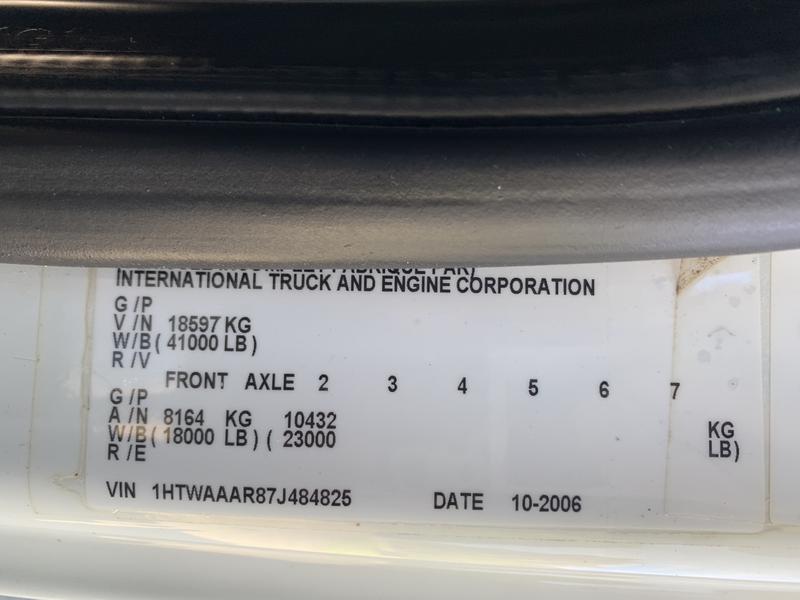 INTERNATIONAL TRUCK AND ENGINE CORPORATION
G /P
V /N 18597 KG
W/B ( 41000 LB )
R /V
FRONT AXLE 2 3 4 5 6 7
G /P
A /N 8164 KG 10432 KG
W/B ( 18000 LB ) ( 23000 LB)
R /E
VIN 1HTWAAAR87J484825 DATE 10-2006